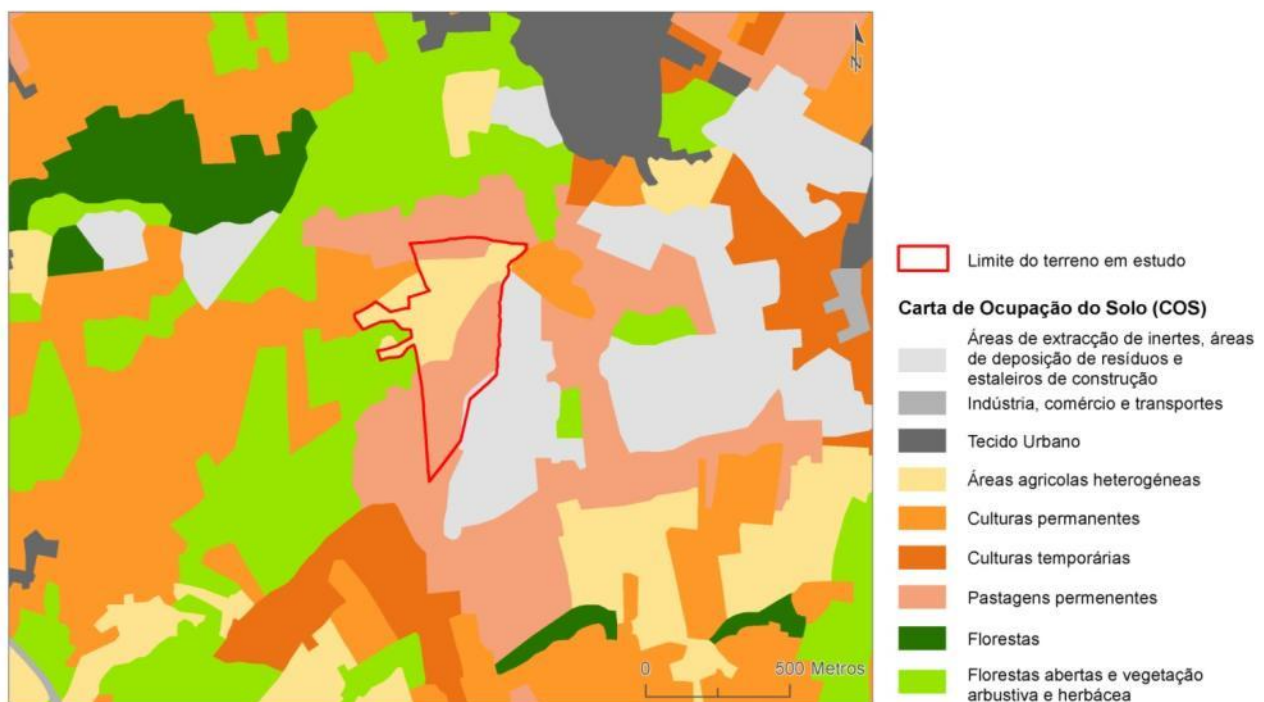 N
Limite do terreno em estudo
Carta de Ocupação do Solo (COS)
Áreas de extracção de inertes, áreas
de deposição de resíduos e
estaleiros de construção
Indústria, comércio e transportes
Tecido Urbano
Áreas agricolas heterogéneas
Culturas permanentes
Culturas temporárias
Pastagens permenentes
Florestas
Florestas abertas e vegetação
arbustiva e herbácea
0 500 Metros